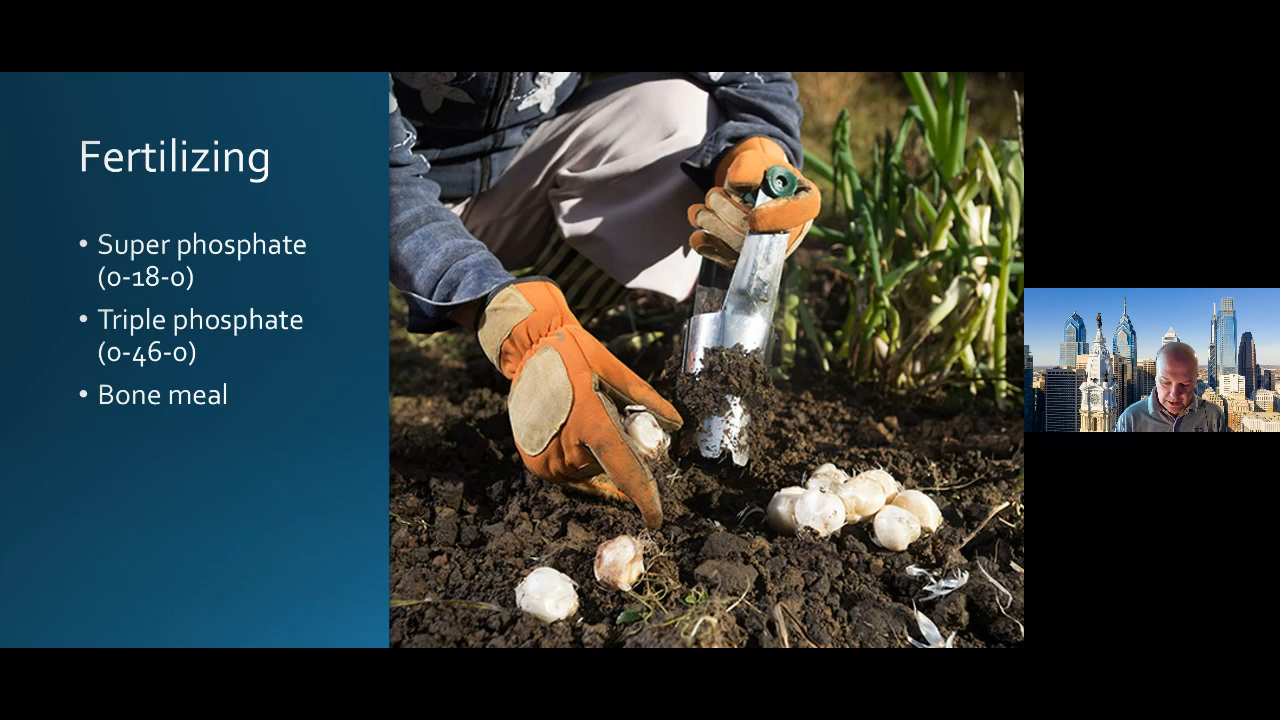 Fertilizing
• Super phosphate
(0-18-0)
• Triple phosphate
(0-46-0)
• Bone meal